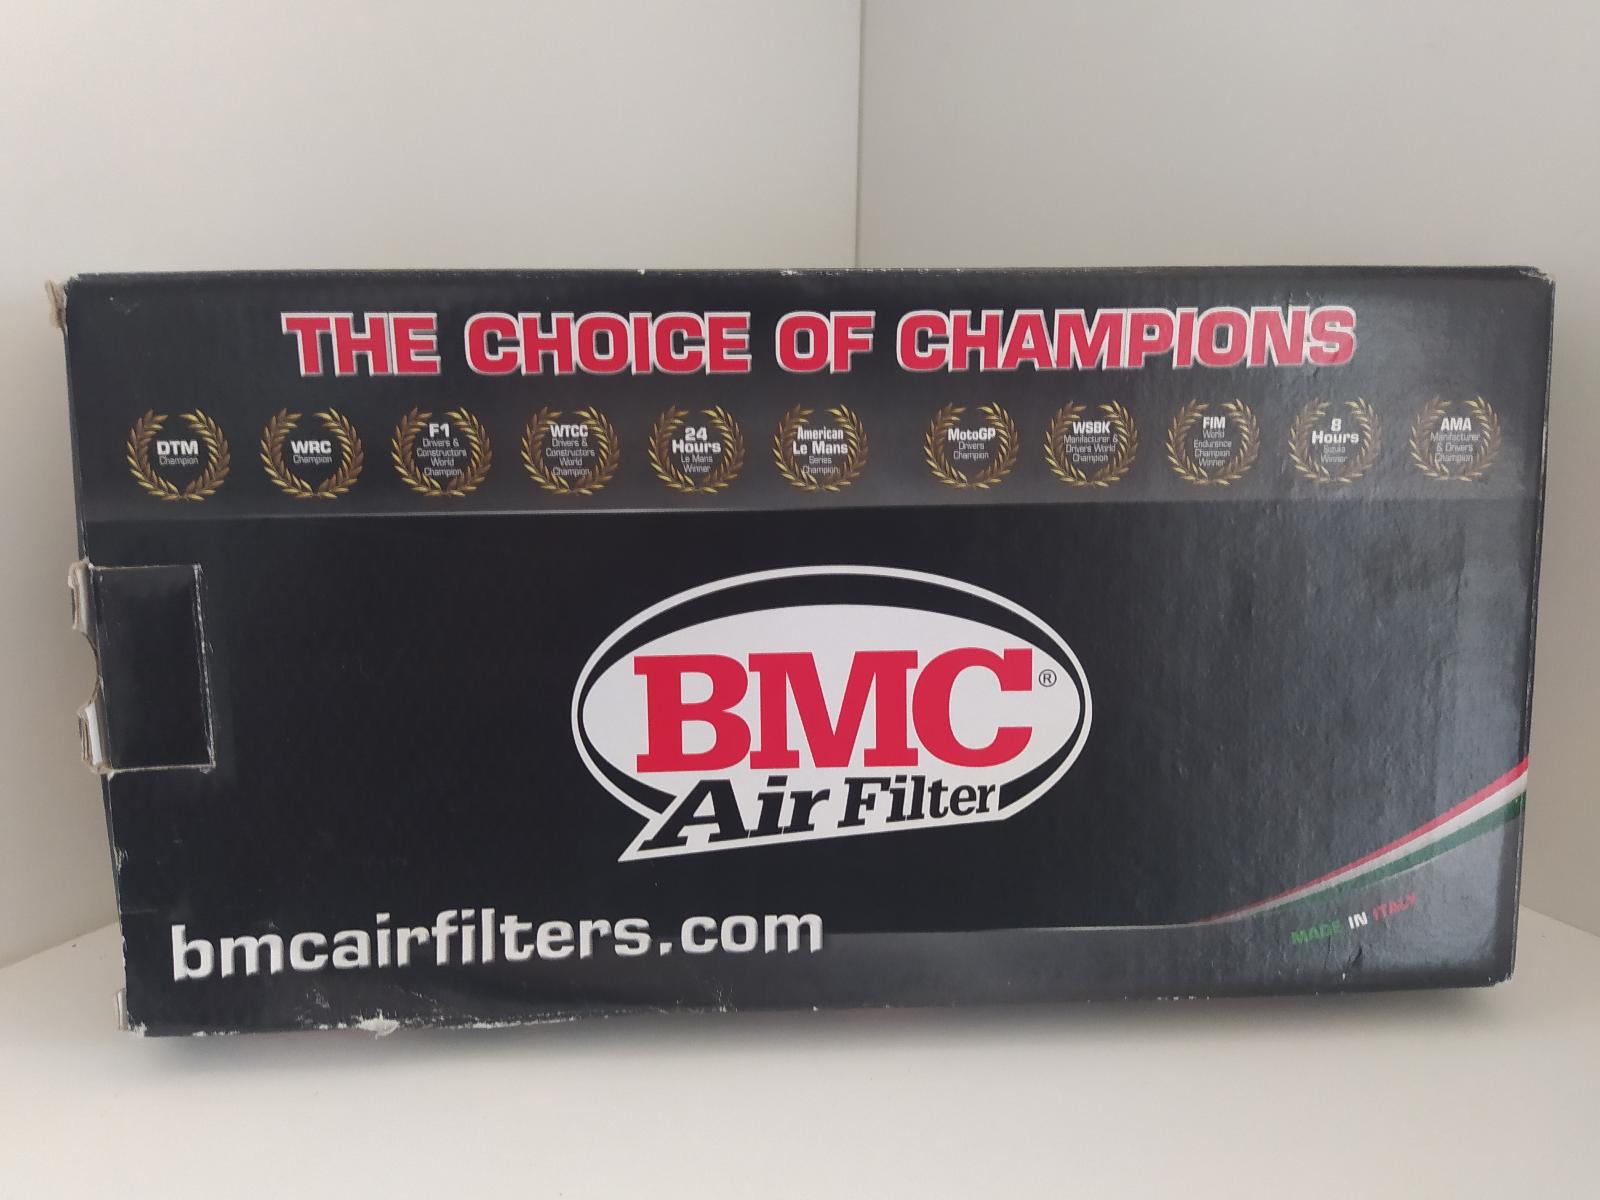 THE CHOICE OF CHAMPIONS
DTM
Champion
WRC
Champion
F1
Drivers &
Constructors
World
Champion
WTCC
Drivers &
Constructors
World
Champion
24
Hours
Le Mans
Winner
American
Le Mans
Series
Champion
MotoGP
Drivers
Champion
WSBK
Manifacturer &
Drivers World
Champion
FIM
World
Endurance
Champion
Winner
8
Hours
Suzuka
Winner
AMA
Manifacturer
& Drivers
Champion
BMC®
Air Filter
bmcairfilters.com
MADE IN ITALY